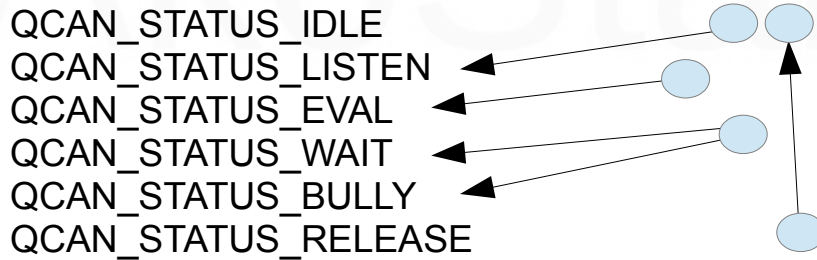 QCAN_STATUS_IDLE
QCAN_STATUS_LISTEN
QCAN_STATUS_EVAL
QCAN_STATUS_WAIT
QCAN_STATUS_BULLY
QCAN_STATUS_RELEASE